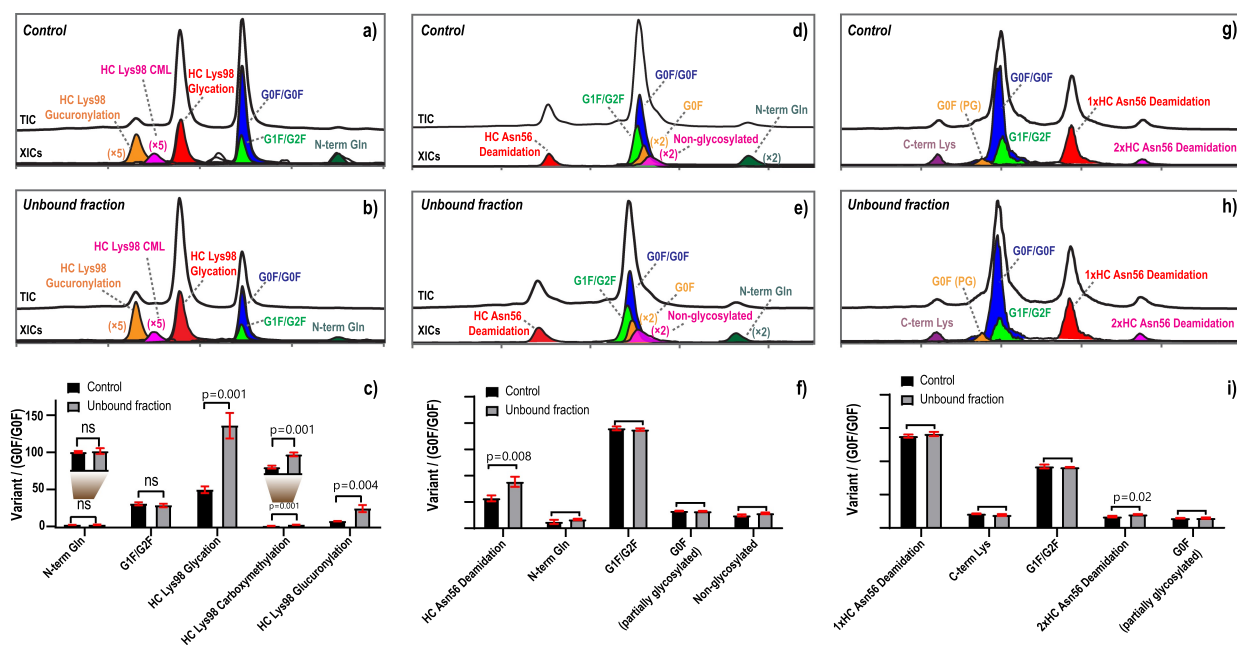 Control
a)
HC Lys98 CML
HC Lys98
Glycation
HC Lys98
Gucuronylation
G0F/G0F
TIC
(×5)
(×5)
G1F/G2F
N-term Gln
XICs
Unbound fraction
b)
HC Lys98 CML
HC Lys98
Glycation
HC Lys98
Gucuronylation
G0F/G0F
TIC
(×5)
(×5)
G1F/G2F
N-term Gln
XICs
c)
Control
Unbound fraction
Variant / (G0F/G0F)
150
100
50
0
ns
ns
ns
p=0.001
p=0.001
p=0.001
p=0.004
N-term Gln
G1F/G2F
HC Lys98 Glycation
HC Lys98 Carboxymethylation
HC Lys98 Glucuronylation
Control
d)
G0F/G0F
G1F/G2F
G0F
N-term Gln
TIC
HC Asn56
Deamidation
(×2)
Non-glycosylated
(×2)
(×2)
XICs
Unbound fraction
e)
G0F/G0F
G1F/G2F
G0F
N-term Gln
TIC
HC Asn56
Deamidation
(×2)
Non-glycosylated
(×2)
(×2)
XICs
f)
Control
Unbound fraction
Variant / (G0F/G0F)
p=0.008
HC Asn56 Deamidation
N-term Gln
G1F/G2F
G0F
(partially glycosylated)
Non-glycosylated
Control
g)
G0F/G0F
G0F (PG)
1xHC Asn56 Deamidation
TIC
G1F/G2F
C-term Lys
2xHC Asn56 Deamidation
XICs
Unbound fraction
h)
G0F/G0F
G0F (PG)
1xHC Asn56 Deamidation
TIC
G1F/G2F
C-term Lys
2xHC Asn56 Deamidation
XICs
i)
Control
Unbound fraction
Variant / (G0F/G0F)
p=0.02
1xHC Asn56 Deamidation
C-term Lys
G1F/G2F
2xHC Asn56 Deamidation
G0F
(partially glycosylated)